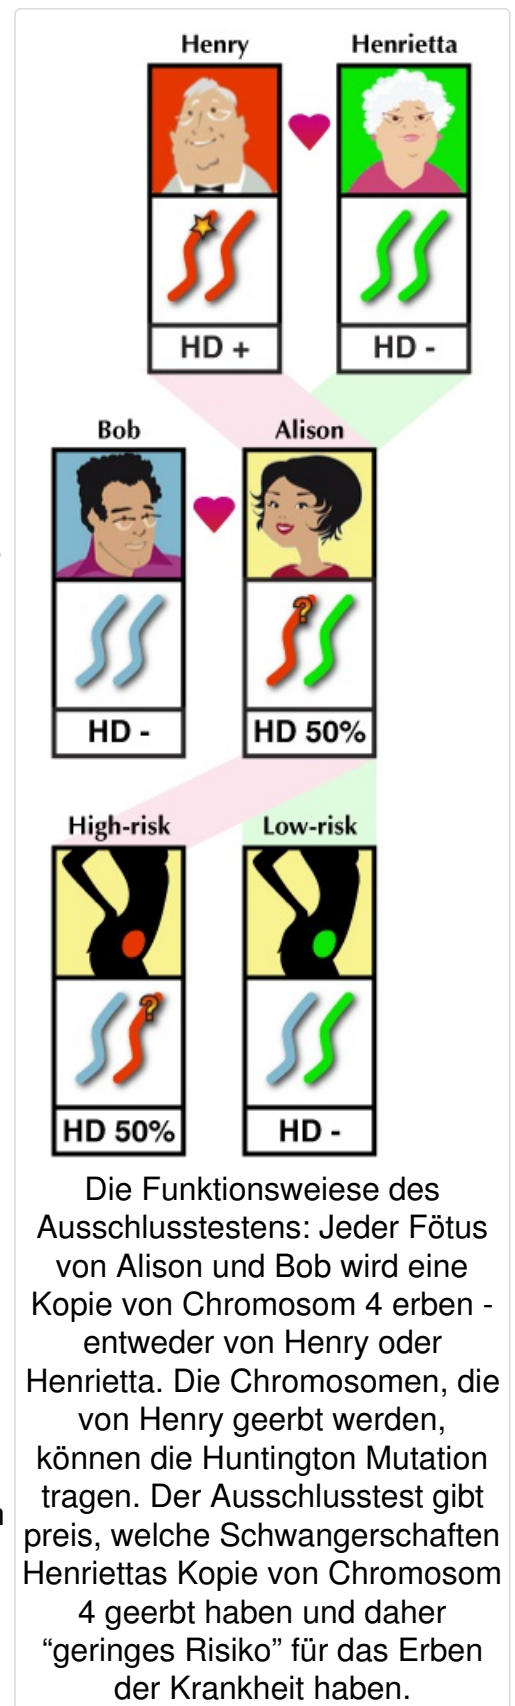 Henry Henrietta
HD + HD -
Bob Alison
?
HD - HD 50%
High-risk Low-risk
?
HD 50% HD -
Die Funktionsweiese des
Ausschlusstestens: Jeder Fötus
von Alison und Bob wird eine
Kopie von Chromosom 4 erben -
entweder von Henry oder
Henrietta. Die Chromosomen, die
von Henry geerbt werden,
können die Huntington Mutation
tragen. Der Ausschlusstest gibt
preis, welche Schwangerschaften
Henriettas Kopie von Chromosom
4 geerbt haben und daher
“geringes Risiko” für das Erben
der Krankheit haben.